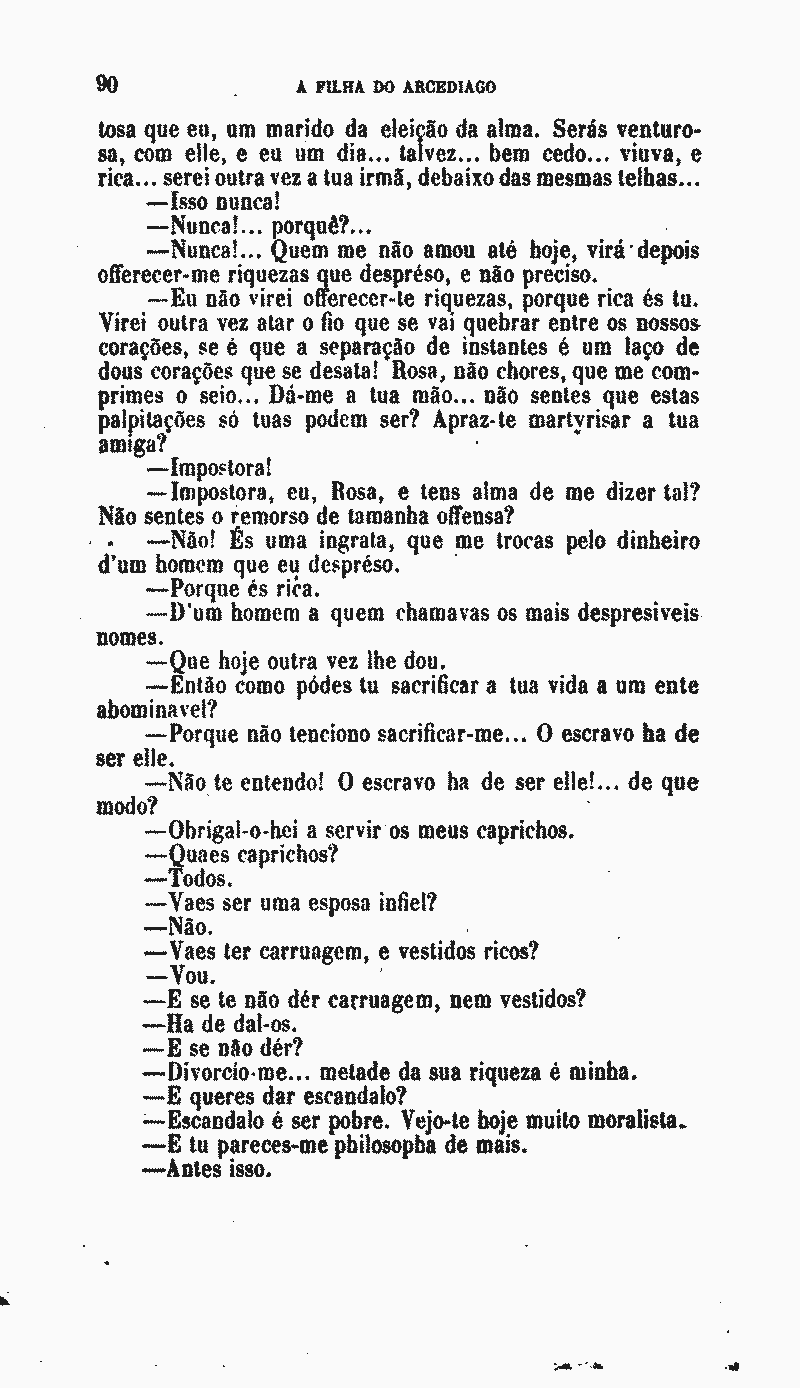 90 A FILHA DO ARCEDIAGO
tosa que eu, um marido da eleição da alma. Serás venturo-
sa, com elle, e eu um dia... talvez... bem cedo... viuva, e
rica... serei outra vez a tua irmã, debaixo das mesmas telhas...
—Isso nunca!
—Nunca!... porquê?...
—Nunca!... Quem me não amou até hoje, virá depois
offerecer-me riquezas que despréso, e não preciso.
—Eu não virei offerecer-te riquezas, porque rica és tu.
Virei outra vez atar o fio que se vai quebrar entre os nossos
corações, se é que a separação de instantes é um laço de
dous corações que se desata! Rosa, não chores, que me com-
primes o seio... Dá-me a tua mão... não sentes que estas
palpitações só tuas podem ser? Apraz-te martyrisar a tua
amiga?
—Impostora!
—Impostora, eu, Rosa, e tens alma de me dizer tal?
Não sentes o remorso de tamanha offensa?
—Não! És uma ingrata, que me trocas pelo dinheiro
d'um homem que eu despréso.
—Porque és rica.
—D'um homem a quem chamavas os mais despresiveis
nomes.
—Que hoje outra vez lhe dou.
—Então como pódes tu sacrificar a tua vida a um ente
abominavel?
—Porque não tenciono sacrificar-me... O escravo ha de
ser elle.
—Não te entendo! O escravo ha de ser elle!... de que
modo?
—Obrigal-o-hei a servir os meus caprichos.
—Quaes caprichos?
—Todos.
—Vaes ser uma esposa infiel?
—Não.
—Vaes ter carruagem, e vestidos ricos?
—Vou.
—E se te não dér carruagem, nem vestidos?
—Ha de dal-os.
—E se não dér?
—Divorcio-me... metade da sua riqueza é minha.
—E queres dar escandalo?
—Escandalo é ser pobre. Vejo-te hoje muito moralista.
—E tu pareces-me philosopha de mais.
—Antes isso.